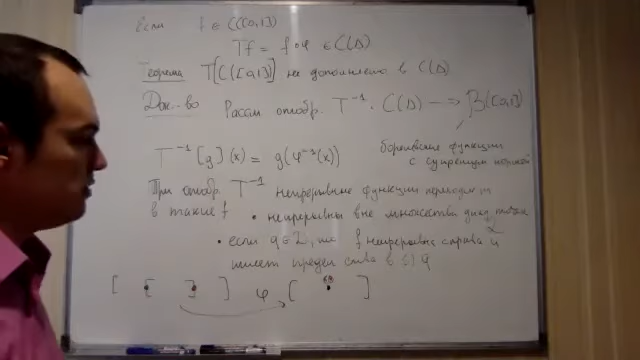 Если f ∈ C([0,1])
Tf = f∘φ ∈ C(Δ)
Теорема T[C([0,1])] не дополняемо в C(Δ)
Док-во Рассм отобр. T⁻¹: C(Δ) → B([0,1])
борелевские функции
с супремум нормой
T⁻¹[g](x) = g(φ⁻¹(x))
При отобр. T⁻¹ непрерывные функции переходят
в такие f • непрерывны вне множества
• если q ∈ 2, то f непрерывна справа и
имеет предел слева в q
[ [ ] ] φ [ ]